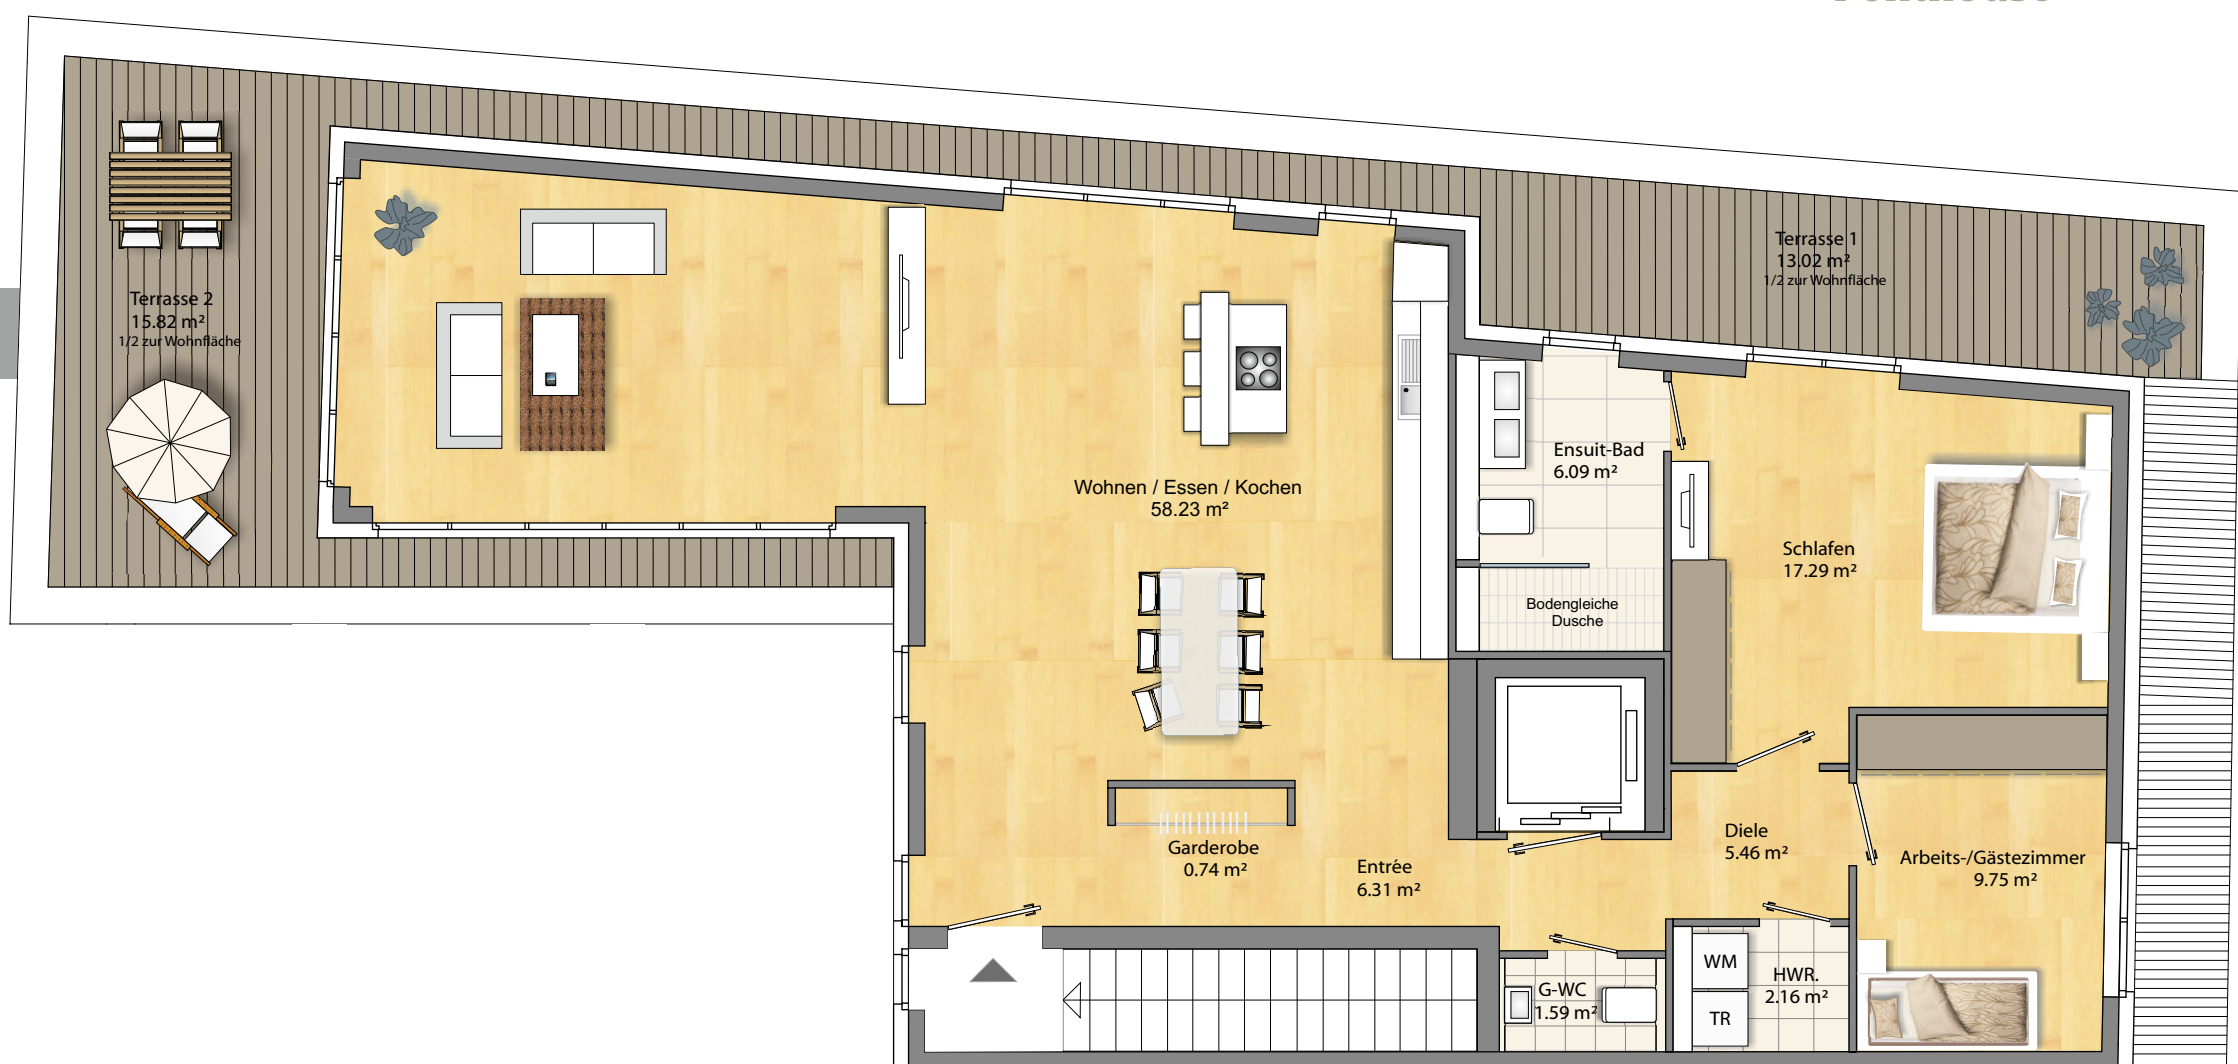 Terrasse 1
13.02 m²
1/2 zur Wohnfläche
Terrasse 2
15.82 m²
1/2 zur Wohnfläche
Wohnen / Essen / Kochen
58.23 m²
Ensuit-Bad
6.09 m²
Bodengleiche
Dusche
Schlafen
17.29 m²
Garderobe
0.74 m²
Entrée
6.31 m²
Diele
5.46 m²
Arbeits-/Gästezimmer
9.75 m²
G-WC
1.59 m²
WM
TR
HWR.
2.16 m²